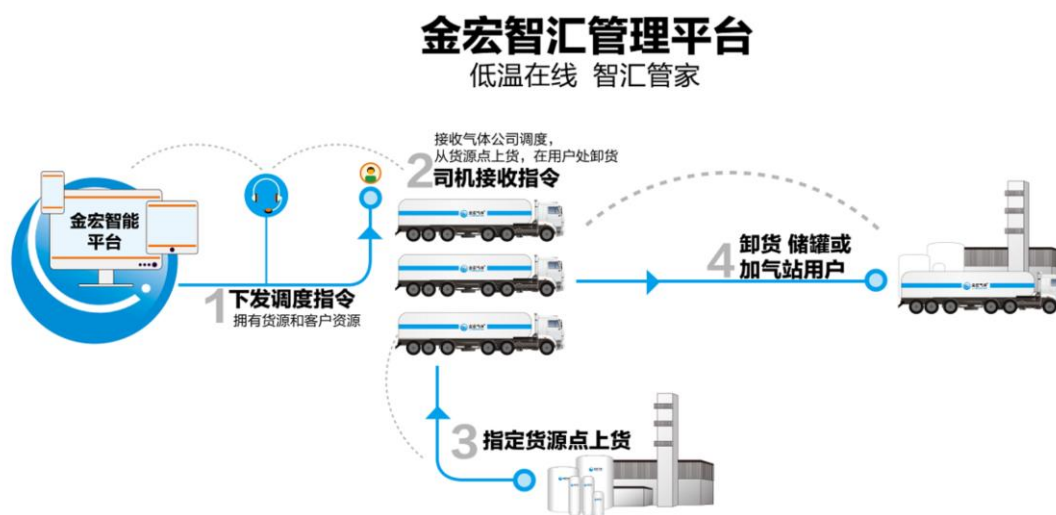 金宏智汇管理平台
低温在线 智汇管家
金宏智能
平台
1 下发调度指令
拥有货源和客户资源
接收气体公司调度，
从货源点上货，在用户处卸货
2 司机接收指令
3 指定货源点上货
4 卸货 储罐或
加气站用户